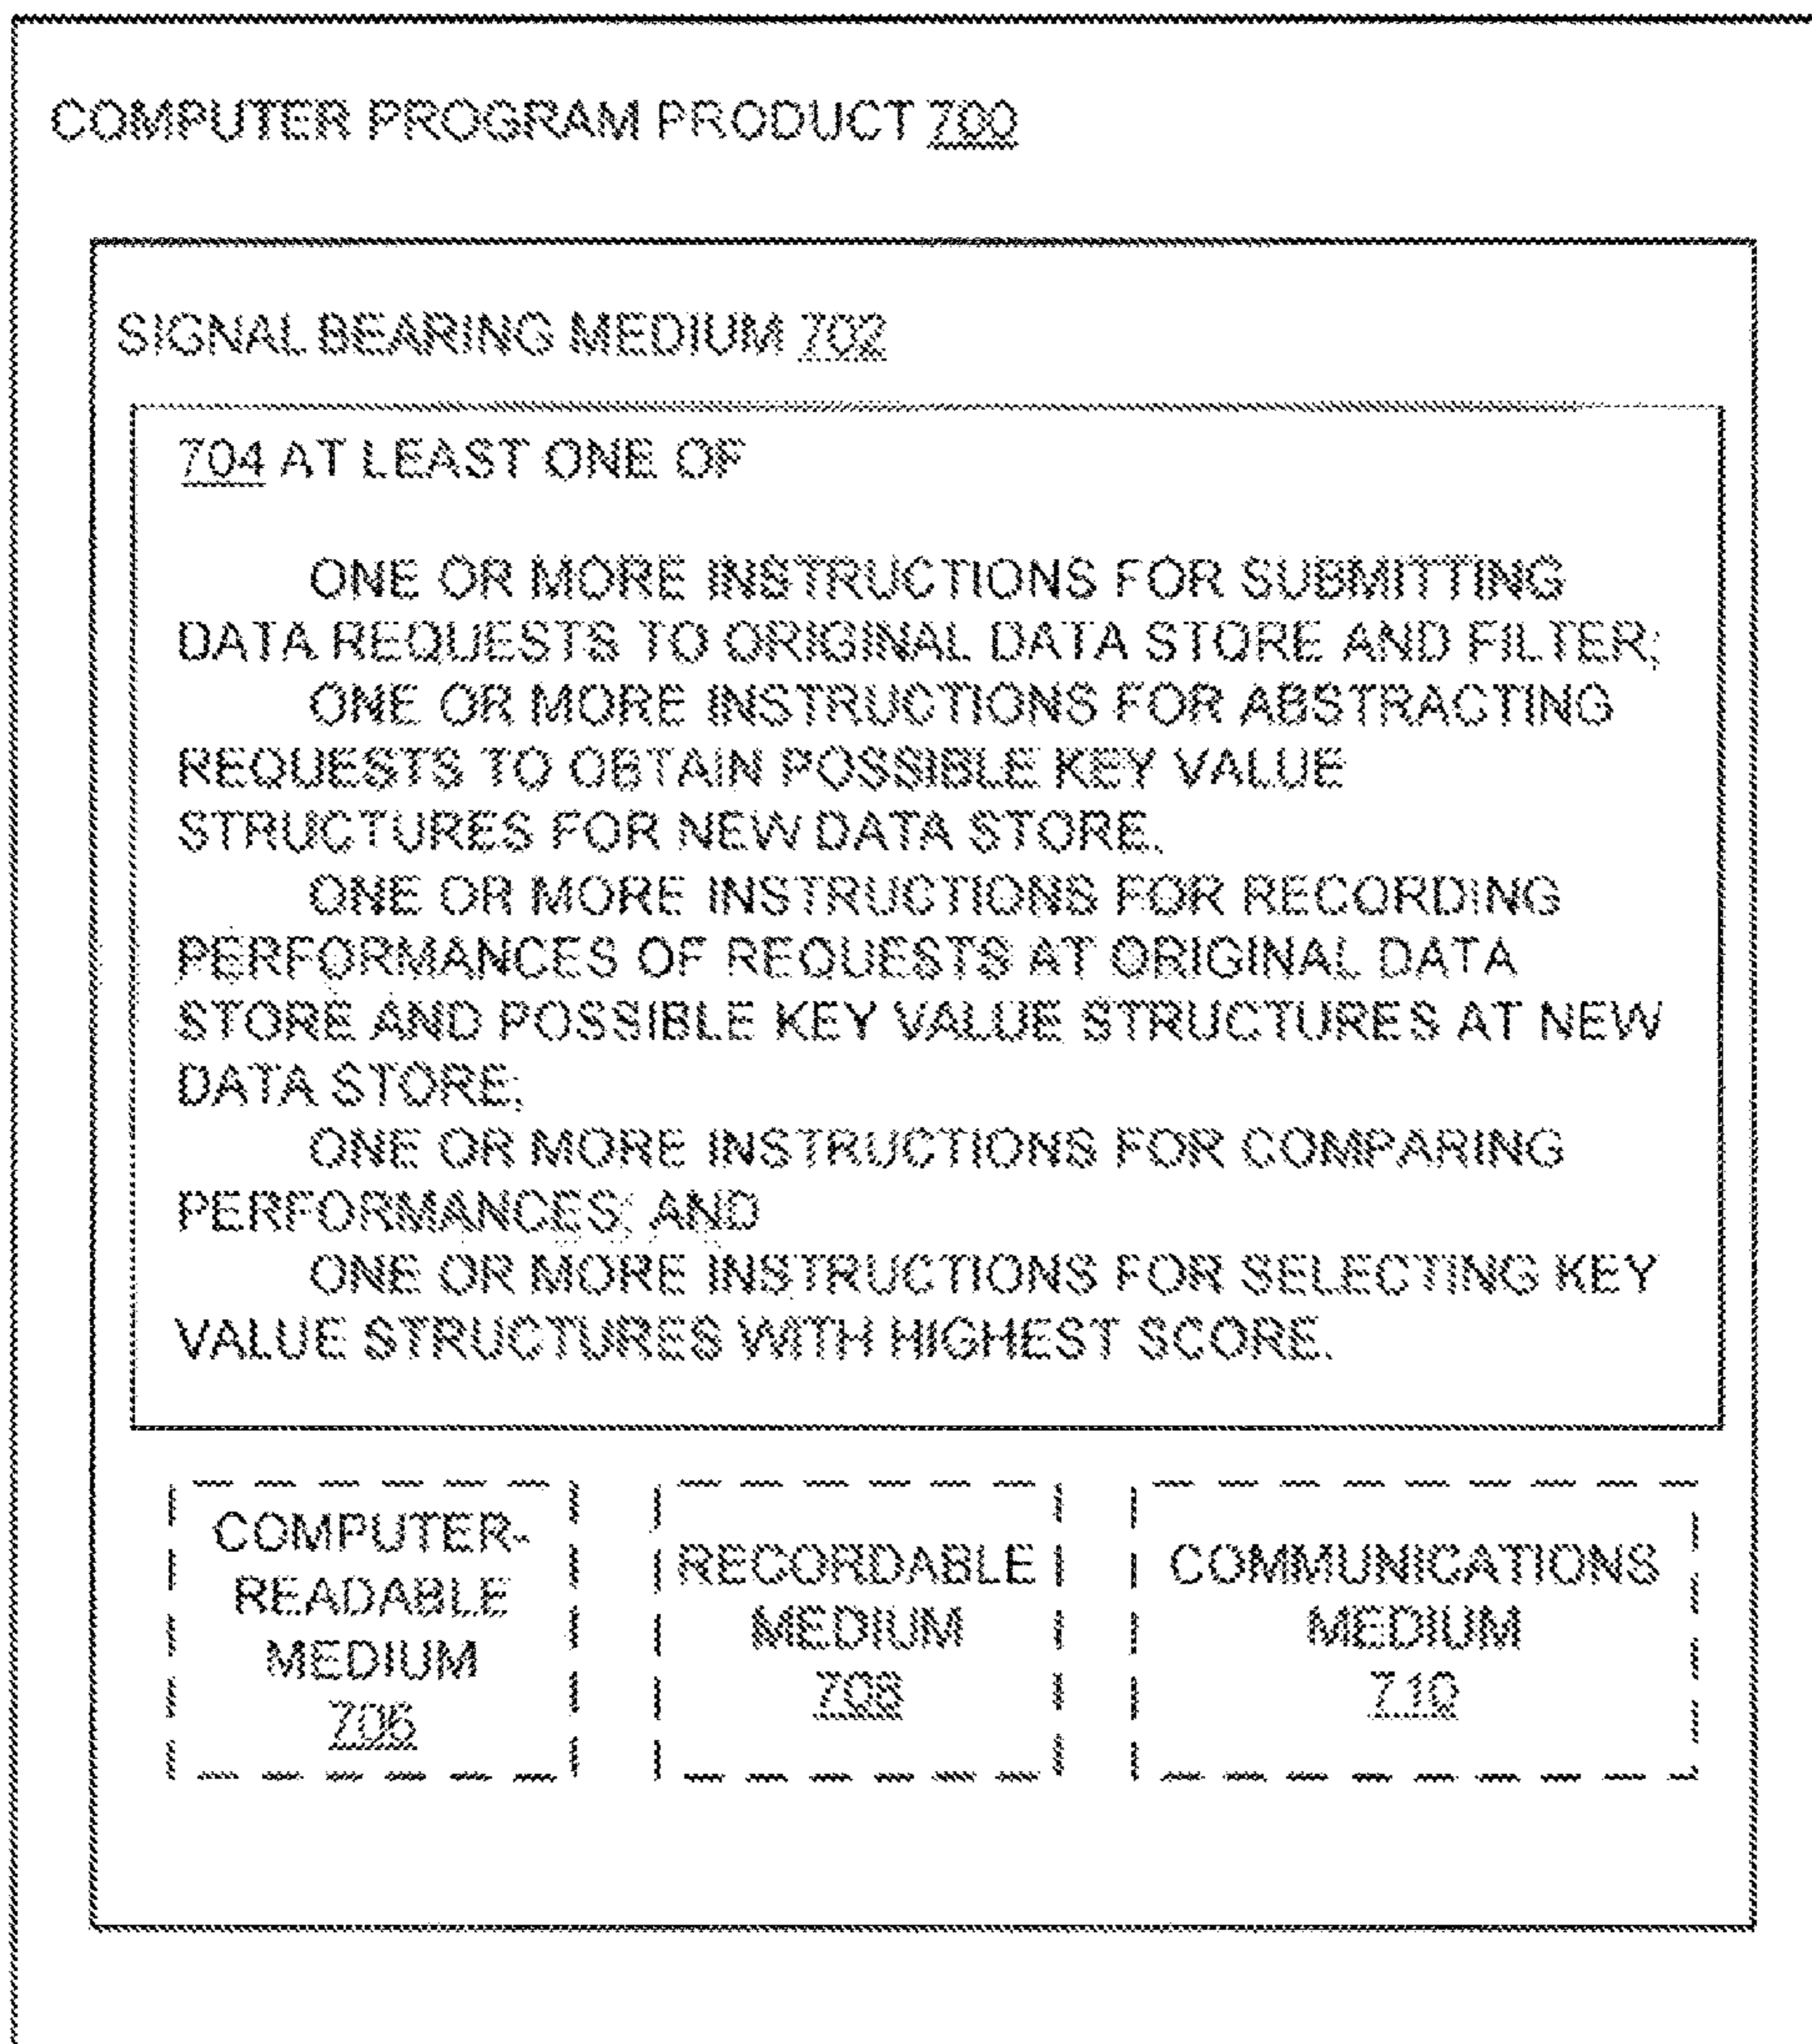 COMPUTER PROGRAM PRODUCT 700
SIGNAL BEARING MEDIUM 702
704 AT LEAST ONE OF
ONE OR MORE INSTRUCTIONS FOR SUBMITTING
DATA REQUESTS TO ORIGINAL DATA STORE AND FILTER;
ONE OR MORE INSTRUCTIONS FOR ABSTRACTING
REQUESTS TO OBTAIN POSSIBLE KEY VALUE
STRUCTURES FOR NEW DATA STORE.
ONE OR MORE INSTRUCTIONS FOR RECORDING
PERFORMANCES OF REQUESTS AT ORIGINAL DATA
STORE AND POSSIBLE KEY VALUE STRUCTURES AT NEW
DATA STORE;
ONE OR MORE INSTRUCTIONS FOR COMPARING
PERFORMANCES; AND
ONE OR MORE INSTRUCTIONS FOR SELECTING KEY
VALUE STRUCTURES WITH HIGHEST SCORE.
COMPUTER-
READABLE
MEDIUM
706
RECORDABLE
MEDIUM
708
COMMUNICATIONS
MEDIUM
710